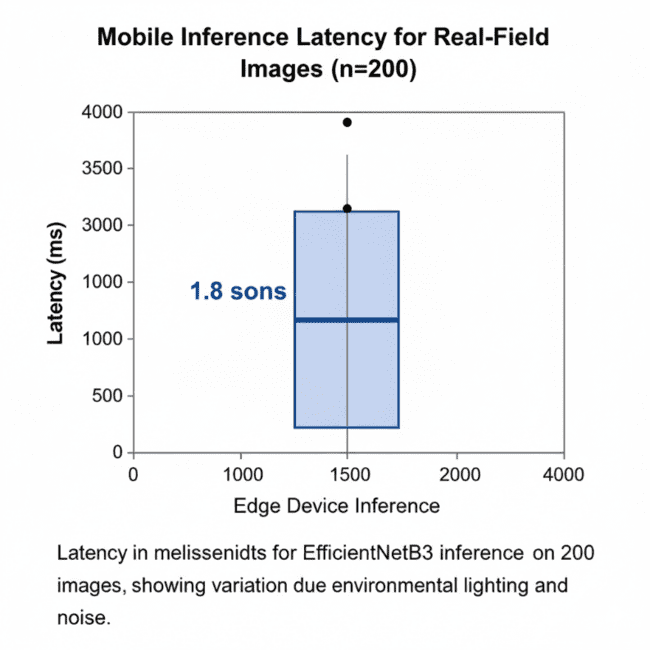 Mobile Inference Latency for Real-Field
Images (n=200)
4000
3500
3000
1000
1000
500
0
Latency (ms)
1.8 sons
0 1000 1500 2000 4000
Edge Device Inference
Latency in melissenidts for EfficientNetB3 inference on 200
images, showing variation due environmental lighting and
noise.